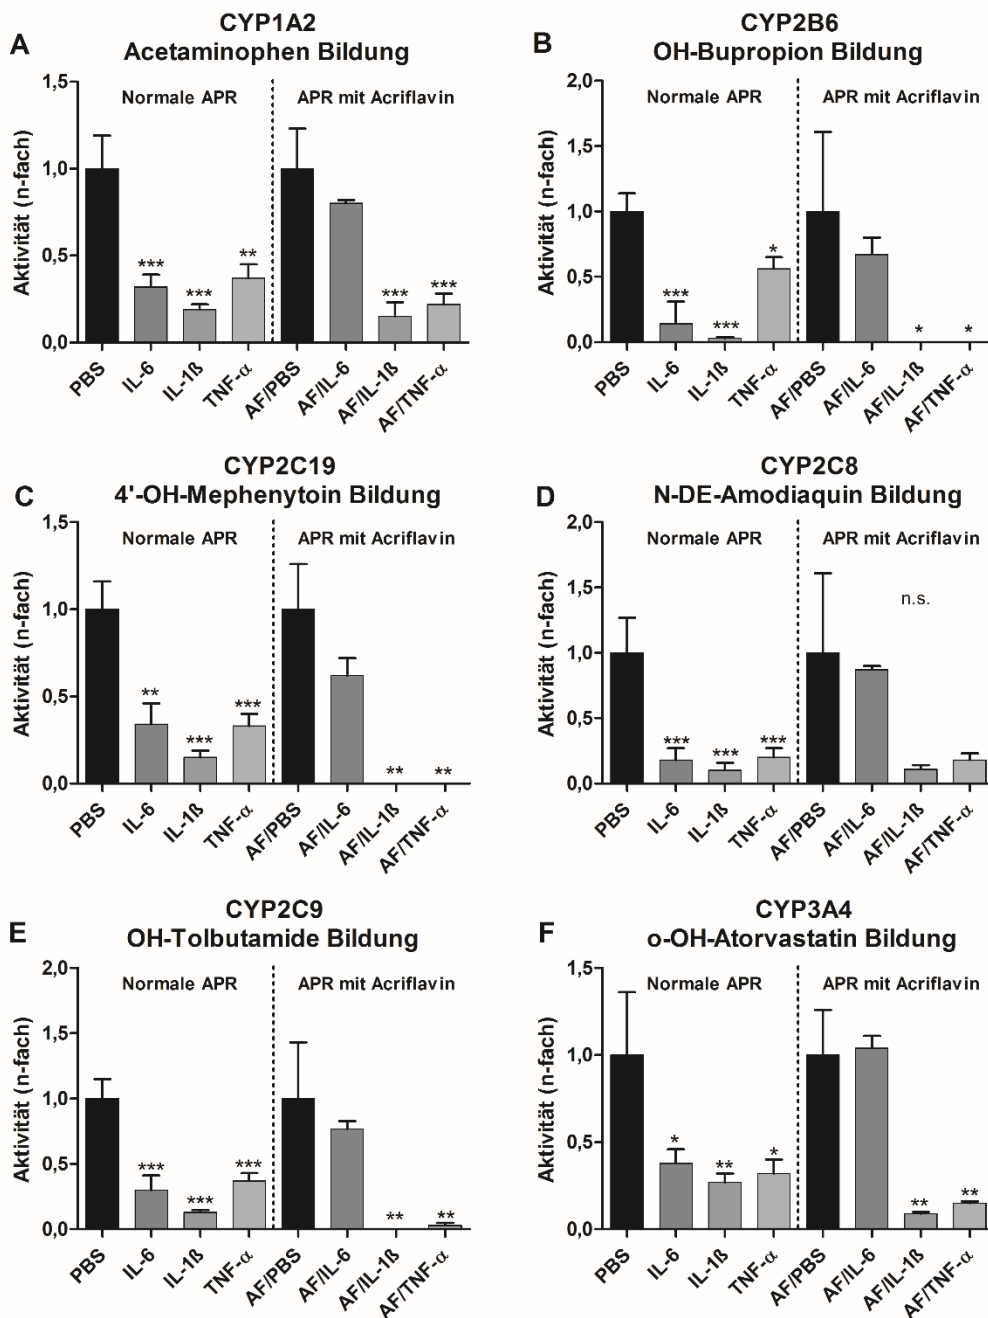 A
CYP1A2
Acetaminophen Bildung
Aktivität (n-fach)
1,5
1,0
0,5
0,0
Normale APR
APR mit Acriflavin
***
***
**
***
***
PBS
IL-6
IL-1ß
TNF-α
AF/PBS
AF/IL-6
AF/IL-1ß
AF/TNF-α
B
CYP2B6
OH-Bupropion Bildung
Aktivität (n-fach)
2,0
1,5
1,0
0,5
0,0
Normale APR
APR mit Acriflavin
***
***
*
*
*
PBS
IL-6
IL-1ß
TNF-α
AF/PBS
AF/IL-6
AF/IL-1ß
AF/TNF-α
C
CYP2C19
4'-OH-Mephenytoin Bildung
Aktivität (n-fach)
1,5
1,0
0,5
0,0
Normale APR
APR mit Acriflavin
**
***
***
**
**
PBS
IL-6
IL-1ß
TNF-α
AF/PBS
AF/IL-6
AF/IL-1ß
AF/TNF-α
D
CYP2C8
N-DE-Amodiaquin Bildung
Aktivität (n-fach)
2,0
1,5
1,0
0,5
0,0
Normale APR
APR mit Acriflavin
n.s.
***
***
***
PBS
IL-6
IL-1ß
TNF-α
AF/PBS
AF/IL-6
AF/IL-1ß
AF/TNF-α
E
CYP2C9
OH-Tolbutamide Bildung
Aktivität (n-fach)
2,0
1,5
1,0
0,5
0,0
Normale APR
APR mit Acriflavin
***
***
***
**
**
PBS
IL-6
IL-1ß
TNF-α
AF/PBS
AF/IL-6
AF/IL-1ß
AF/TNF-α
F
CYP3A4
o-OH-Atorvastatin Bildung
Aktivität (n-fach)
1,5
1,0
0,5
0,0
Normale APR
APR mit Acriflavin
*
**
*
**
**
PBS
IL-6
IL-1ß
TNF-α
AF/PBS
AF/IL-6
AF/IL-1ß
AF/TNF-α